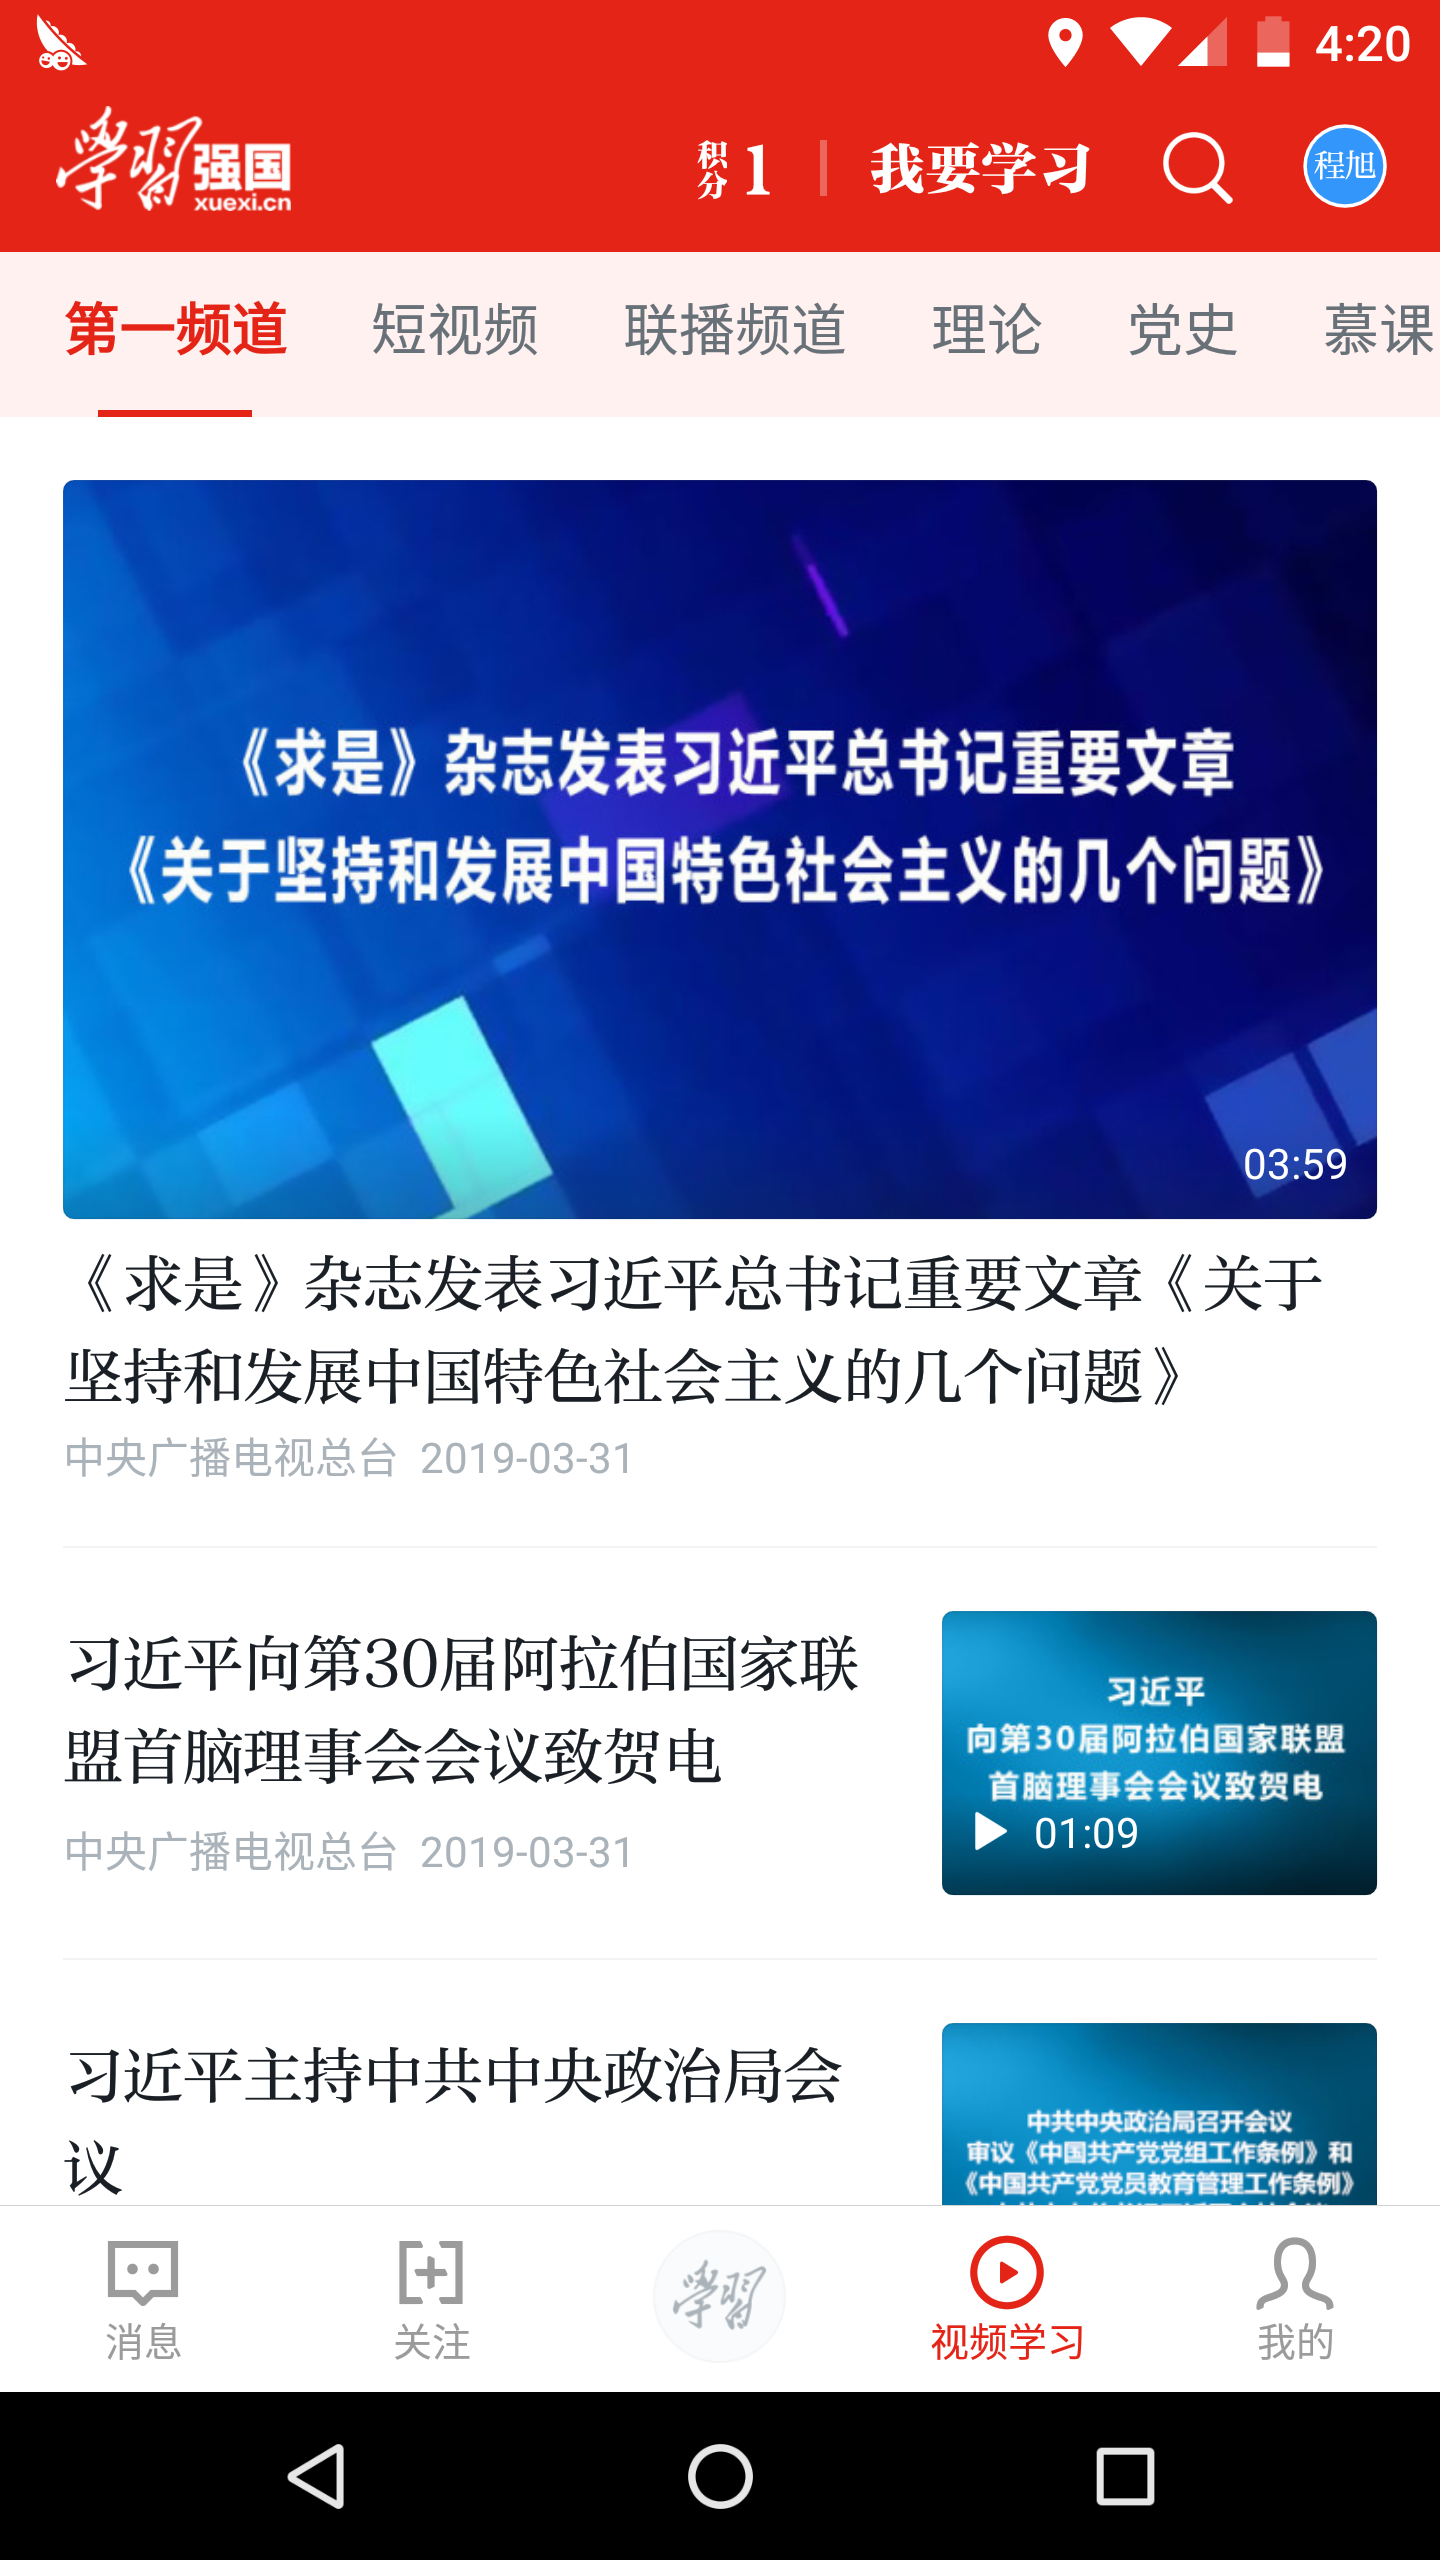 4:20
學習强国
xuexi.cn
积分 1
我要学习
程旭
第一频道 短视频 联播频道 理论 党史 慕课
《求是》杂志发表习近平总书记重要文章
《关于坚持和发展中国特色社会主义的几个问题》
03:59
《求是》杂志发表习近平总书记重要文章《关于
坚持和发展中国特色社会主义的几个问题》
中央广播电视总台 2019-03-31
习近平向第30届阿拉伯国家联
盟首脑理事会会议致贺电
中央广播电视总台 2019-03-31
习近平
向第30届阿拉伯国家联盟
首脑理事会会议致贺电
01:09
习近平主持中共中央政治局会
议
中共中央政治局召开会议
审议《中国共产党党组工作条例》和
《中国共产党党员教育管理工作条例》
消息 关注 學習 视频学习 我的